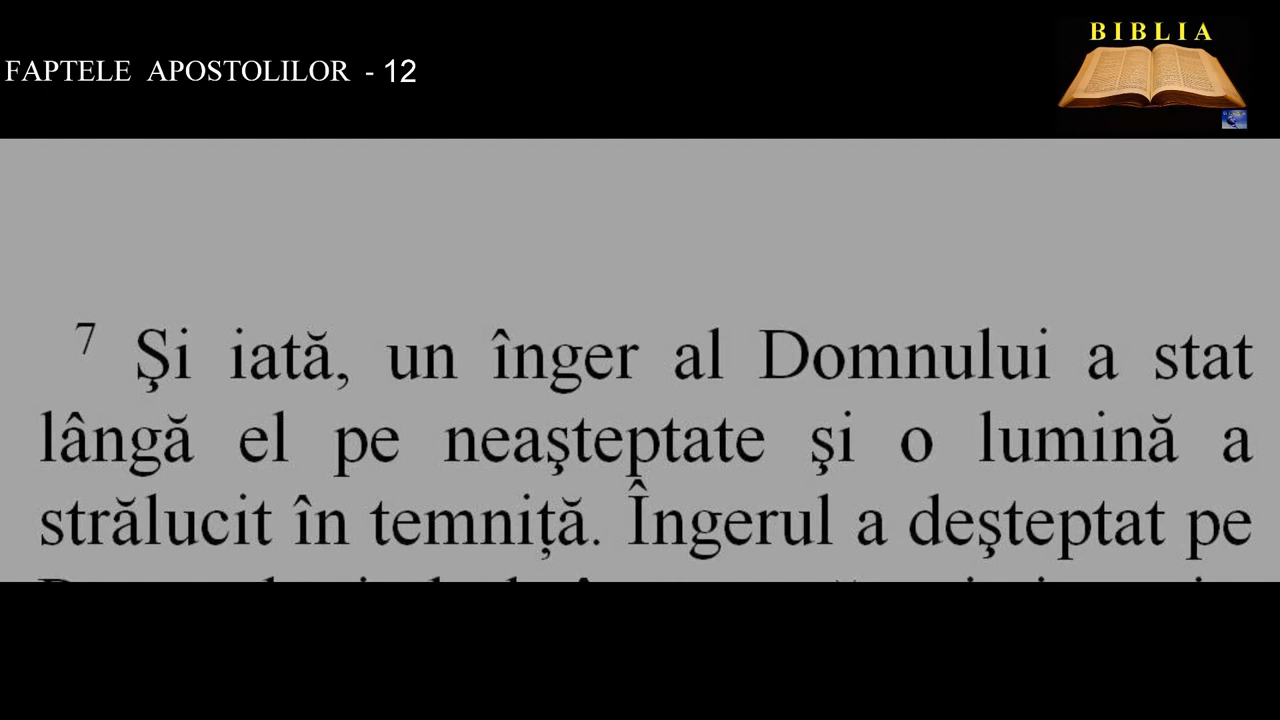 BIBLIA
FAPTELE APOSTOLILOR - 12
7 Şi iată, un înger al Domnului a stat
lângă el pe neaşteptate şi o lumină a
strălucit în temniţă. Îngerul a deşteptat pe